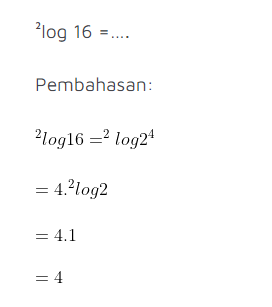 ²log 16 =....
Pembahasan:
²log16 =² log2⁴
= 4.²log2
= 4.1
= 4